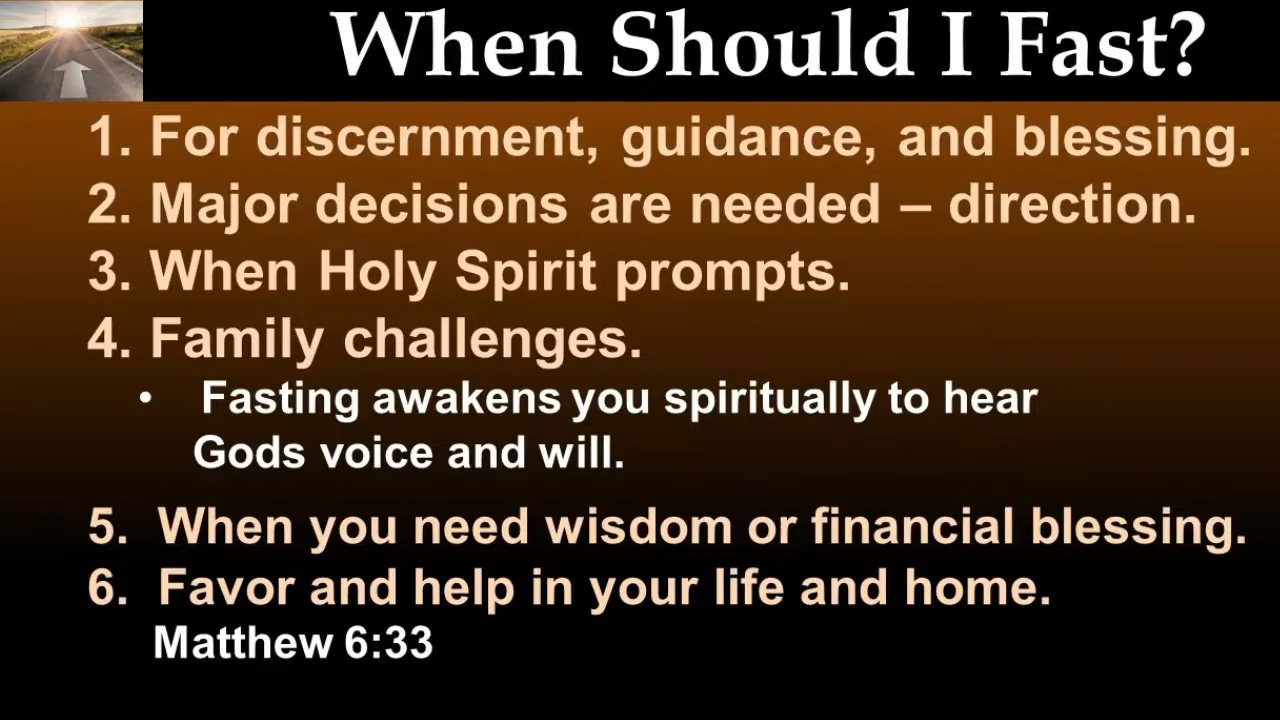 When Should I Fast?
1. For discernment, guidance, and blessing.
2. Major decisions are needed – direction.
3. When Holy Spirit prompts.
4. Family challenges.
• Fasting awakens you spiritually to hear
Gods voice and will.
5. When you need wisdom or financial blessing.
6. Favor and help in your life and home.
Matthew 6:33